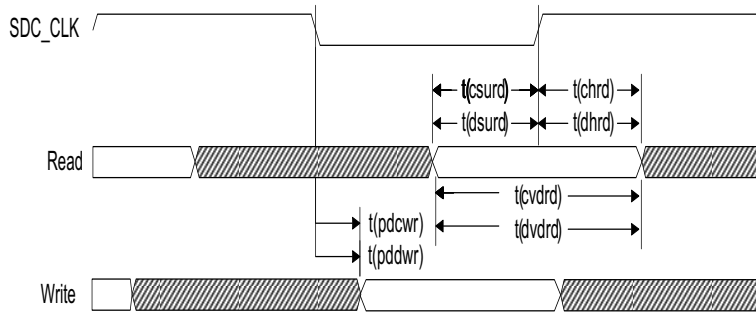 SDC_CLK
t(csurd) t(chrd)
t(dsurd) t(dhrd)
Read
t(cvdrd)
t(pdcwr) t(dvdrd)
t(pddwr)
Write